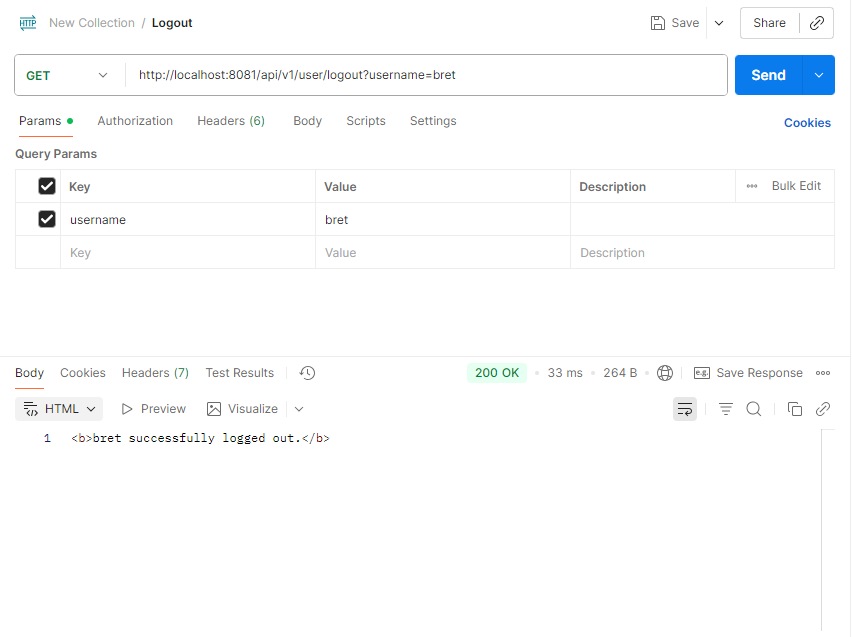 HTTP New Collection / Logout Save Share
GET http://localhost:8081/api/v1/user/logout?username=bret Send
Params Authorization Headers (6) Body Scripts Settings Cookies
Query Params
Key Value Description Bulk Edit
username bret
Key Value Description
Body Cookies Headers (7) Test Results 200 OK 33 ms 264 B e.g. Save Response
HTML Preview Visualize
1 <b>bret successfully logged out.</b>